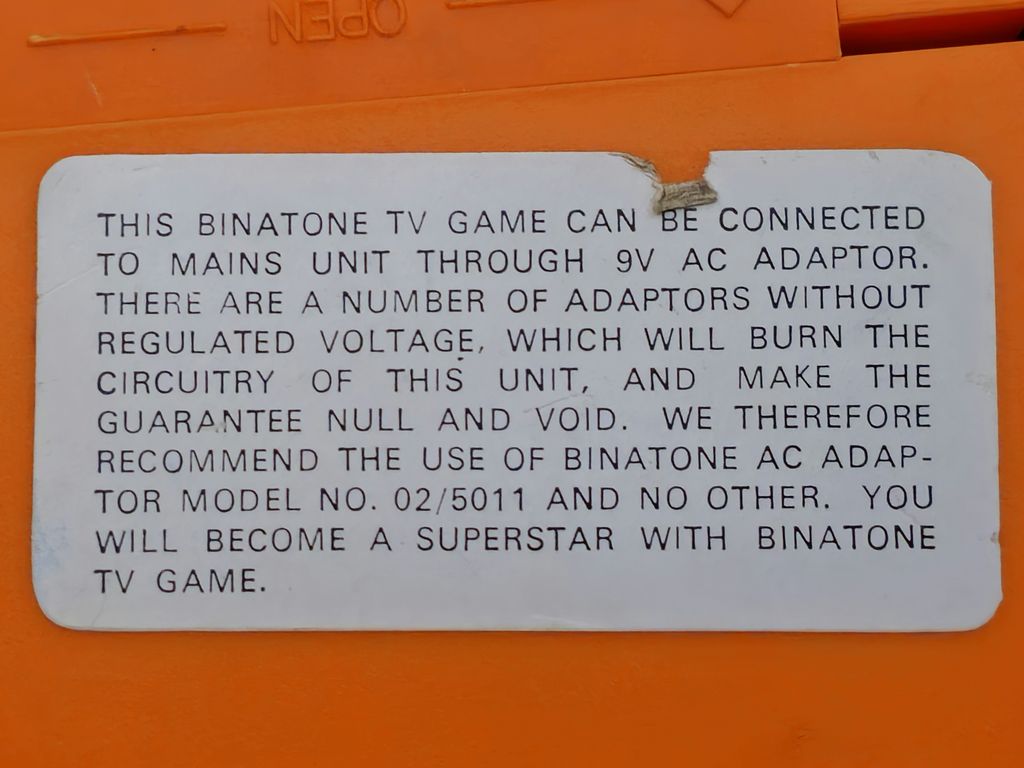 OPEN
THIS BINATONE TV GAME CAN BE CONNECTED
TO MAINS UNIT THROUGH 9V AC ADAPTOR.
THERE ARE A NUMBER OF ADAPTORS WITHOUT
REGULATED VOLTAGE, WHICH WILL BURN THE
CIRCUITRY OF THIS UNIT, AND MAKE THE
GUARANTEE NULL AND VOID. WE THEREFORE
RECOMMEND THE USE OF BINATONE AC ADAP-
TOR MODEL NO. 02/5011 AND NO OTHER. YOU
WILL BECOME A SUPERSTAR WITH BINATONE
TV GAME.